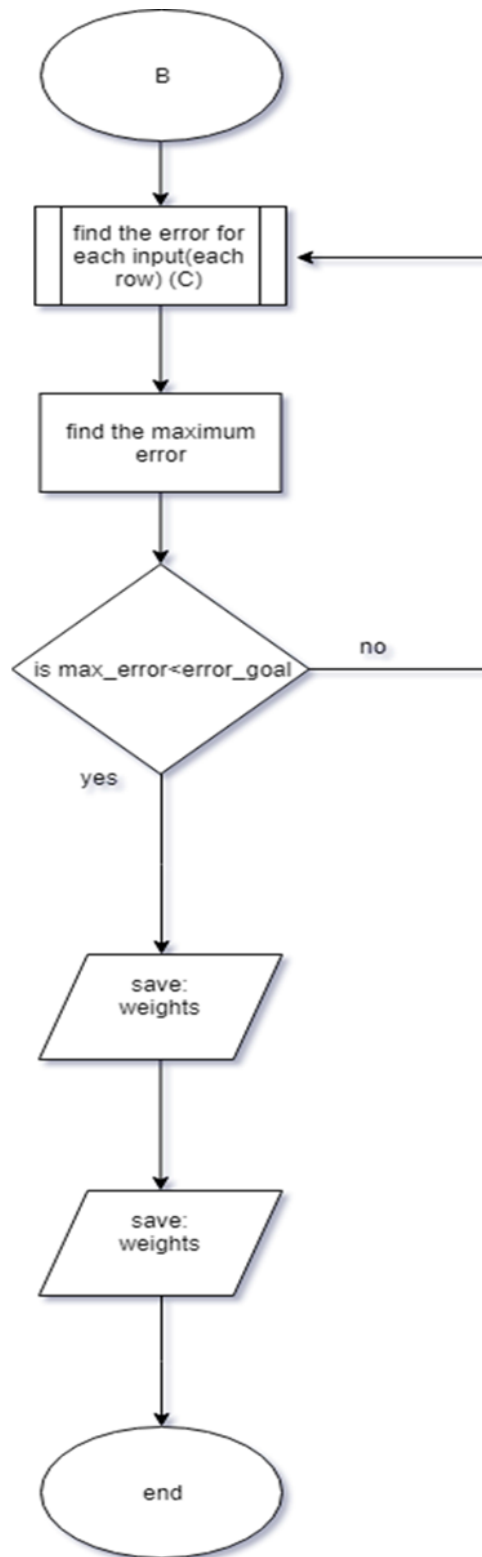 B
find the error for
each input(each
row) (C)
find the maximum
error
is max_error<error_goal
no
yes
save:
weights
save:
weights
end